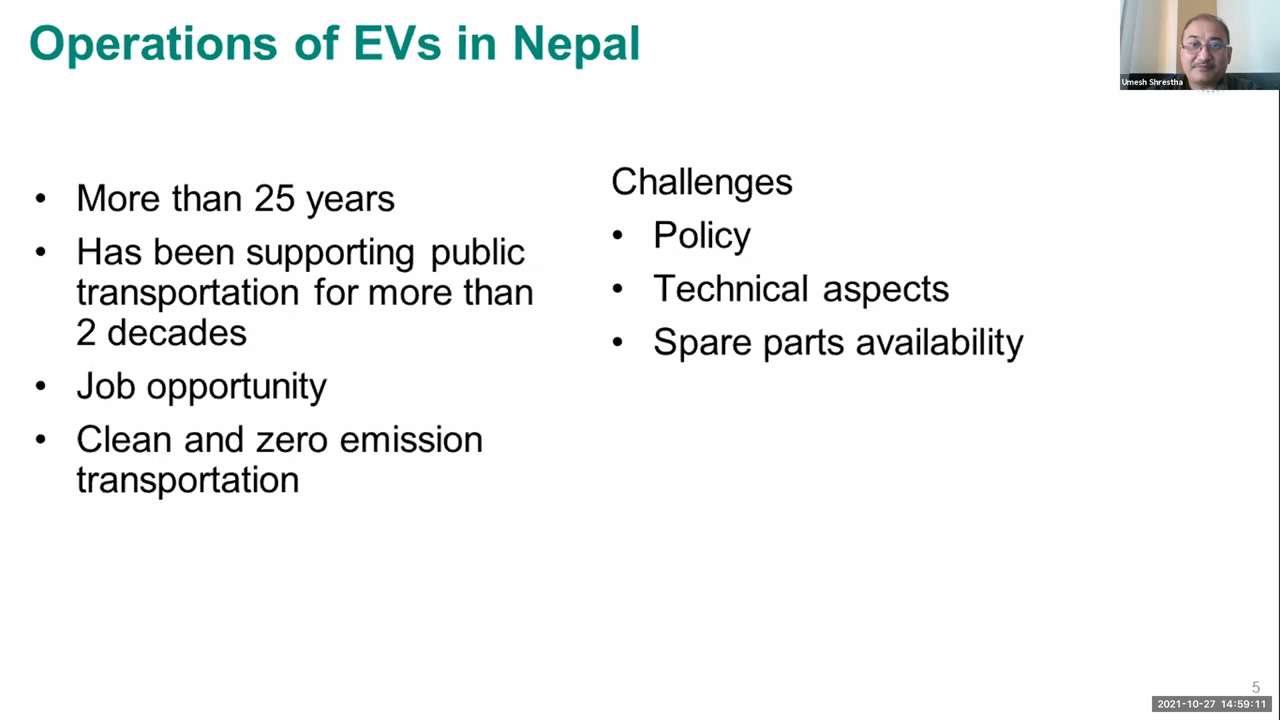 Operations of EVs in Nepal
Umesh Shrestha
• More than 25 years
• Has been supporting public
transportation for more than
2 decades
• Job opportunity
• Clean and zero emission
transportation
Challenges
• Policy
• Technical aspects
• Spare parts availability
5
2021-10-27 14:59:11